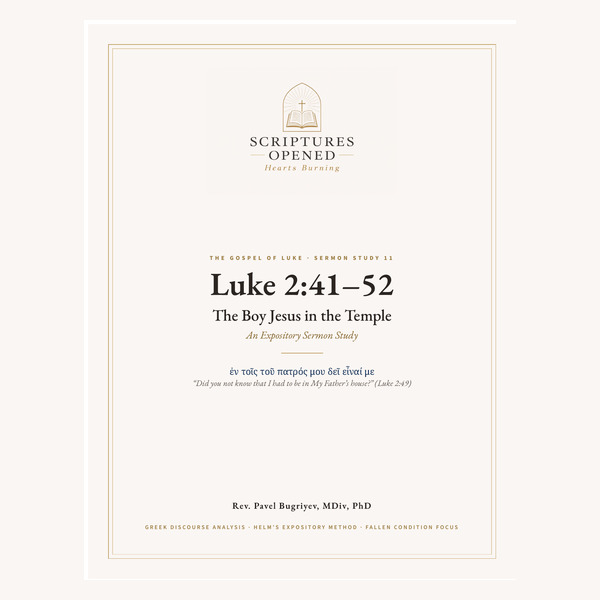 SCRIPTURES
OPENED
Hearts Burning
THE GOSPEL OF LUKE · SERMON STUDY 11
Luke 2:41–52
The Boy Jesus in the Temple
An Expository Sermon Study
ἐν τοῖς τοῦ πατρός μου δεῖ εἶναί με
“Did you not know that I had to be in My Father’s house?” (Luke 2:49)
Rev. Pavel Bugriyev, MDiv, PhD
GREEK DISCOURSE ANALYSIS · HELM’S EXPOSITORY METHOD · FALLEN CONDITION FOCUS